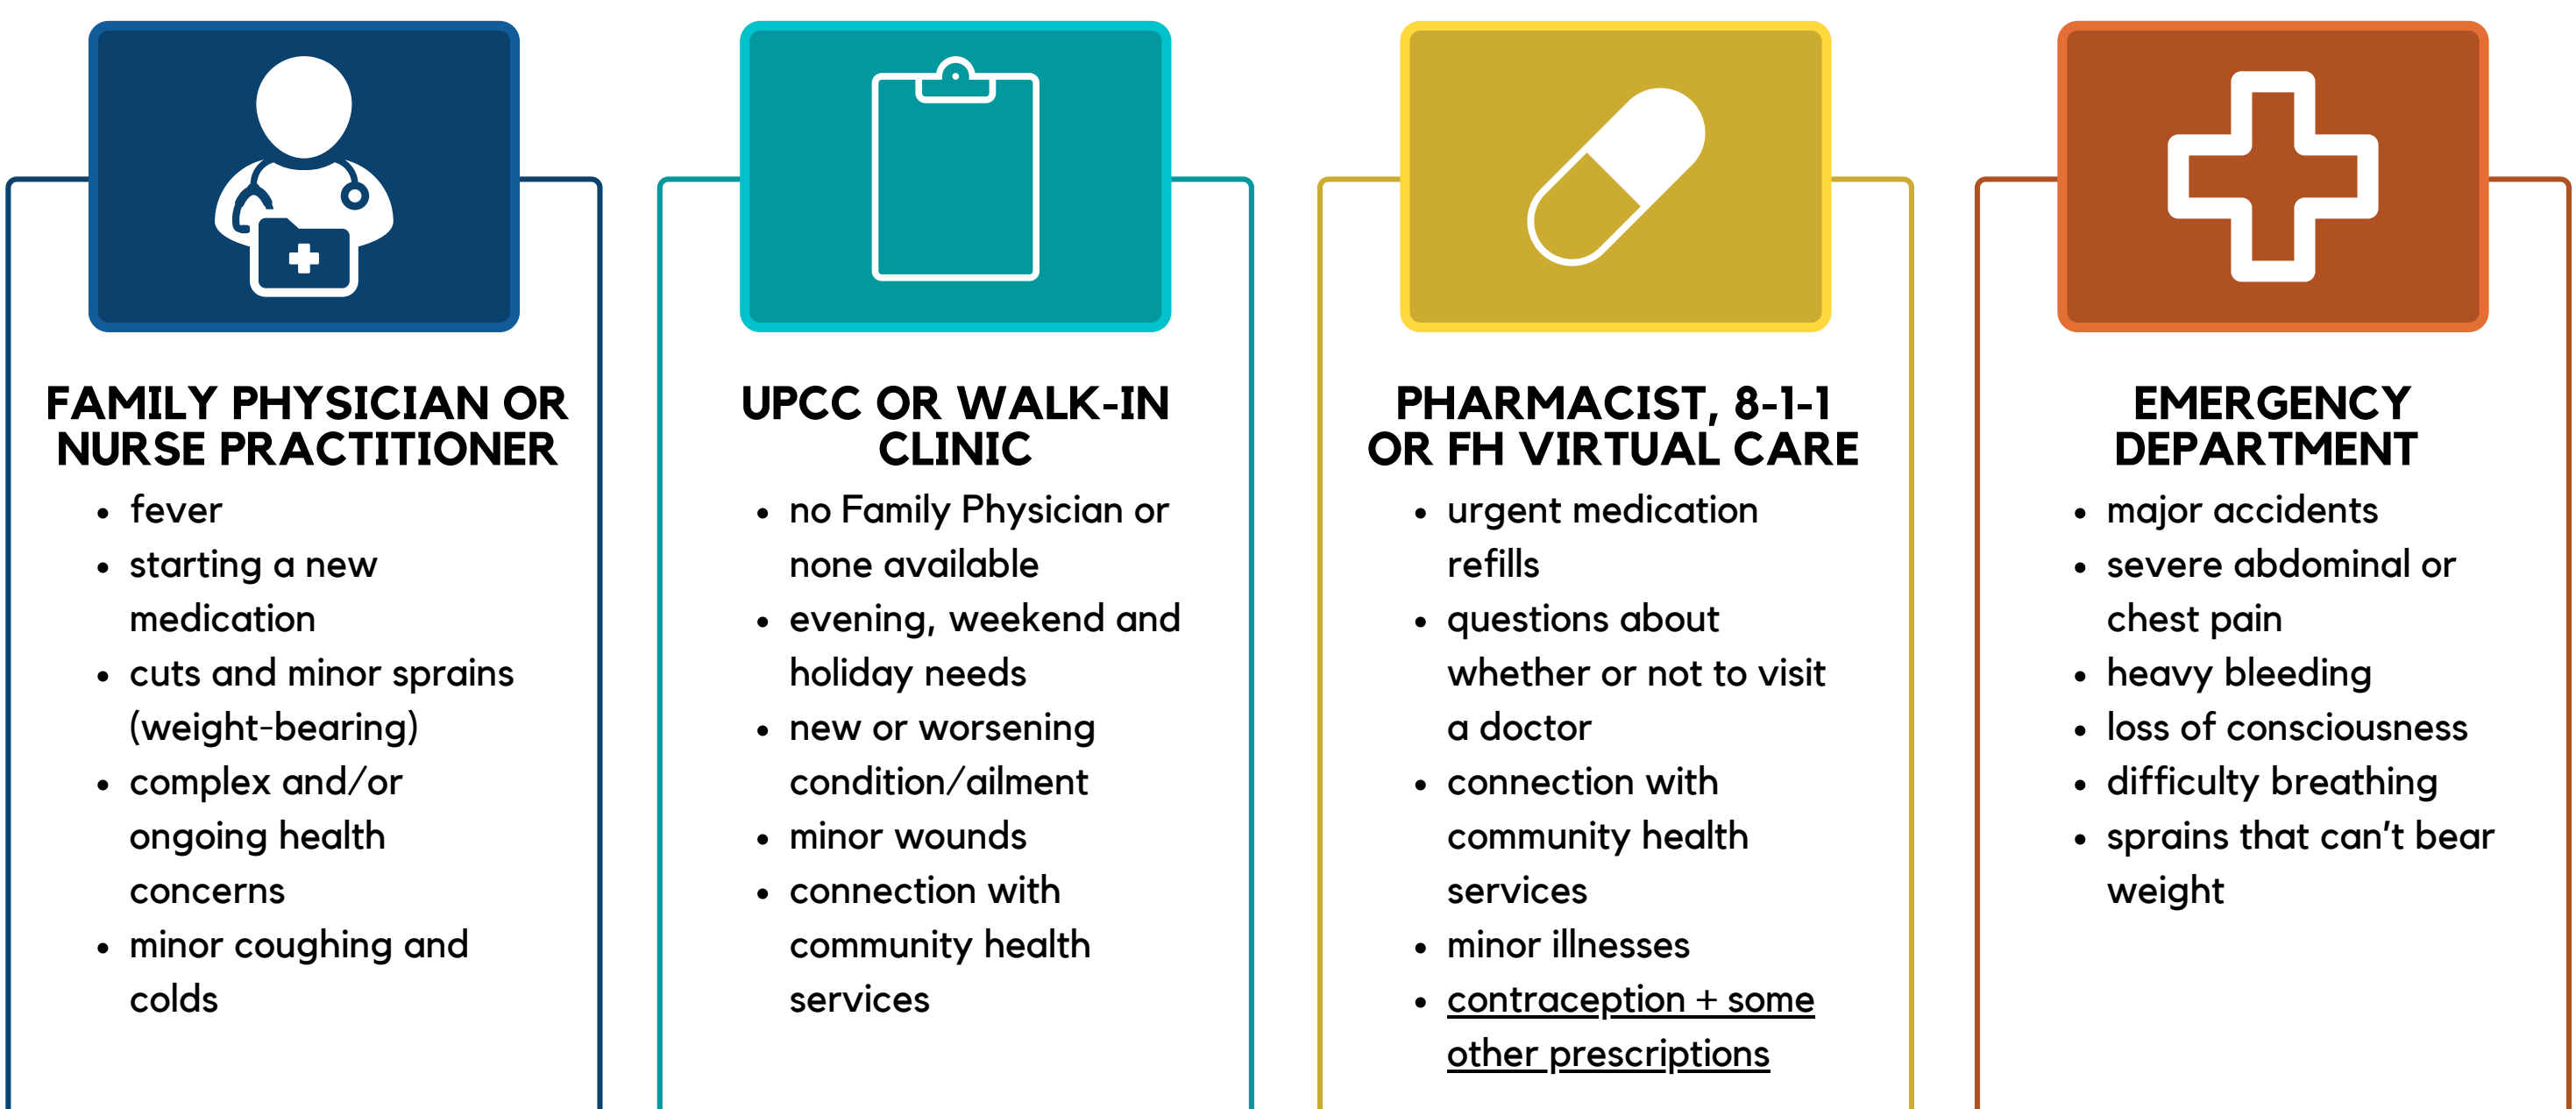 FAMILY PHYSICIAN OR
NURSE PRACTITIONER
• fever
• starting a new
medication
• cuts and minor sprains
(weight-bearing)
• complex and/or
ongoing health
concerns
• minor coughing and
colds
UPCC OR WALK-IN
CLINIC
• no Family Physician or
none available
• evening, weekend and
holiday needs
• new or worsening
condition/ailment
• minor wounds
• connection with
community health
services
PHARMACIST, 8-1-1
OR FH VIRTUAL CARE
• urgent medication
refills
• questions about
whether or not to visit
a doctor
• connection with
community health
services
• minor illnesses
• contraception + some
other prescriptions
EMERGENCY
DEPARTMENT
• major accidents
• severe abdominal or
chest pain
• heavy bleeding
• loss of consciousness
• difficulty breathing
• sprains that can’t bear
weight